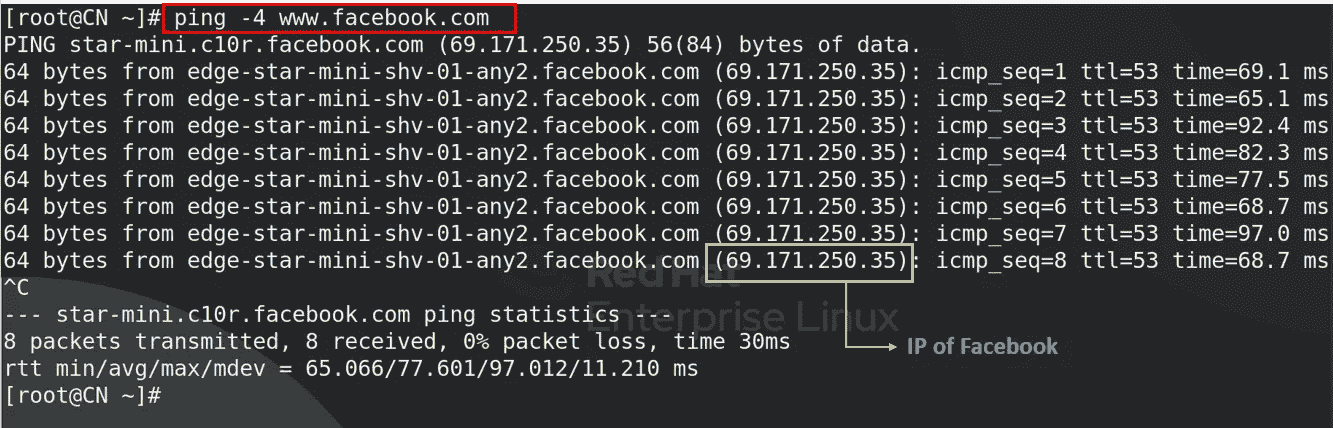 [root@CN ~]# ping -4 www.facebook.com
PING star-mini.c10r.facebook.com (69.171.250.35) 56(84) bytes of data.
64 bytes from edge-star-mini-shv-01-any2.facebook.com (69.171.250.35): icmp_seq=1 ttl=53 time=69.1 ms
64 bytes from edge-star-mini-shv-01-any2.facebook.com (69.171.250.35): icmp_seq=2 ttl=53 time=65.1 ms
64 bytes from edge-star-mini-shv-01-any2.facebook.com (69.171.250.35): icmp_seq=3 ttl=53 time=92.4 ms
64 bytes from edge-star-mini-shv-01-any2.facebook.com (69.171.250.35): icmp_seq=4 ttl=53 time=82.3 ms
64 bytes from edge-star-mini-shv-01-any2.facebook.com (69.171.250.35): icmp_seq=5 ttl=53 time=77.5 ms
64 bytes from edge-star-mini-shv-01-any2.facebook.com (69.171.250.35): icmp_seq=6 ttl=53 time=68.7 ms
64 bytes from edge-star-mini-shv-01-any2.facebook.com (69.171.250.35): icmp_seq=7 ttl=53 time=97.0 ms
64 bytes from edge-star-mini-shv-01-any2.facebook.com (69.171.250.35): icmp_seq=8 ttl=53 time=68.7 ms
Red Hat
^C
--- star-mini.c10r.facebook.com ping statistics ---
Enterprise Linux
8 packets transmitted, 8 received, 0% packet loss, time 30ms
IP of Facebook
rtt min/avg/max/mdev = 65.066/77.601/97.012/11.210 ms
[root@CN ~]#